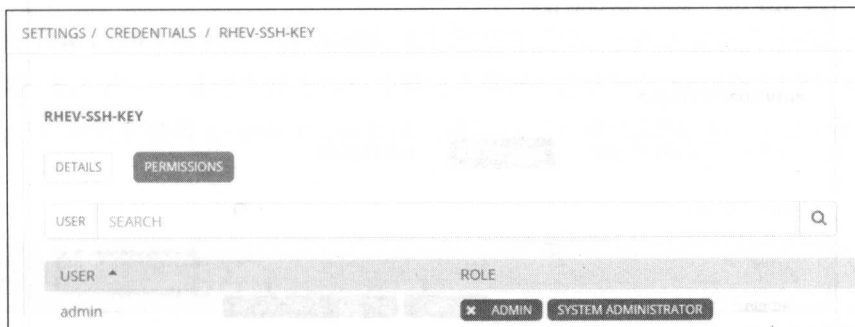 SETTINGS / CREDENTIALS / RHEV-SSH-KEY
RHEV-SSH-KEY
DETAILS PERMISSIONS
USER SEARCH
USER ROLE
admin × ADMIN SYSTEM ADMINISTRATOR